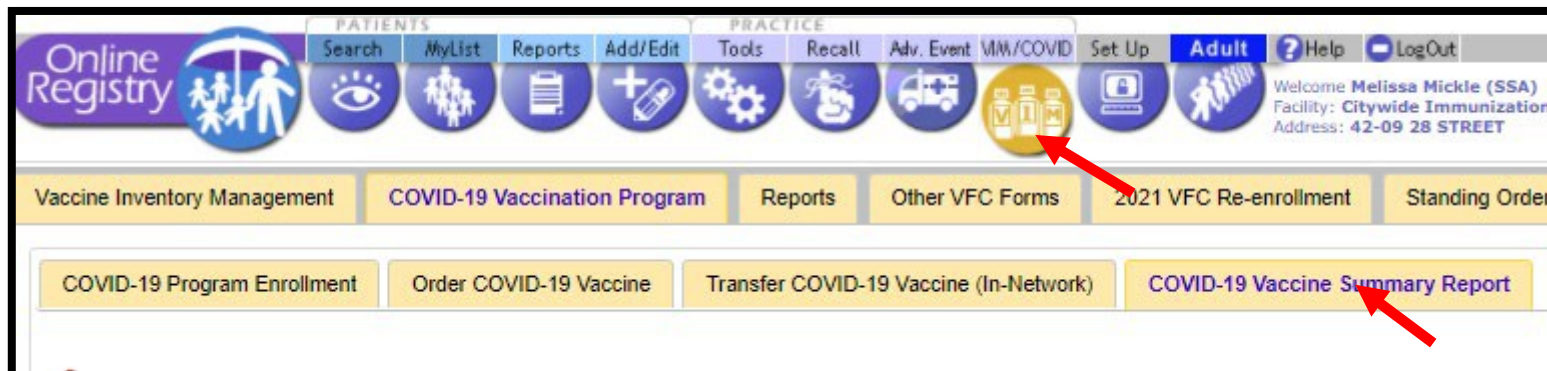 PATIENTS PRACTICE
Online Registry
Search MyList Reports Add/Edit Tools Recall Adv. Event VIM/COVID Set Up Adult ?Help LogOut
VIM
Welcome Melissa Mickle (SSA)
Facility: Citywide Immunization
Address: 42-09 28 STREET
Vaccine Inventory Management COVID-19 Vaccination Program Reports Other VFC Forms 2021 VFC Re-enrollment Standing Order
COVID-19 Program Enrollment Order COVID-19 Vaccine Transfer COVID-19 Vaccine (In-Network) COVID-19 Vaccine Summary Report